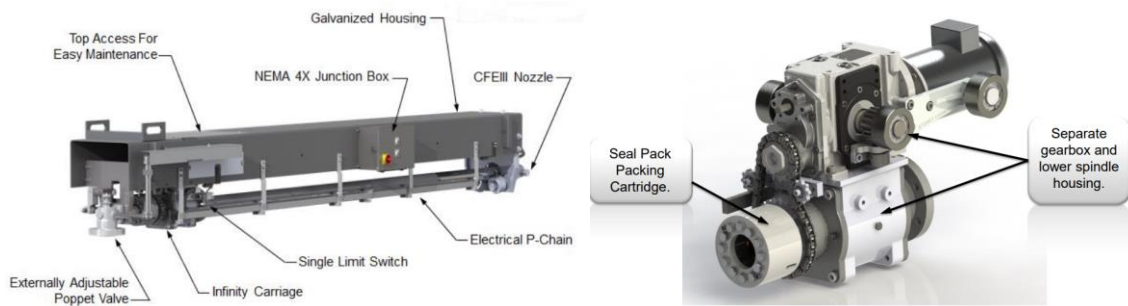 Galvanized Housing
Top Access For
Easy Maintenance
NEMA 4X Junction Box
CFEIII Nozzle
Electrical P-Chain
Single Limit Switch
Externally Adjustable
Poppet Valve
Infinity Carriage
Seal Pack
Packing
Cartridge.
Separate
gearbox and
lower spindle
housing.